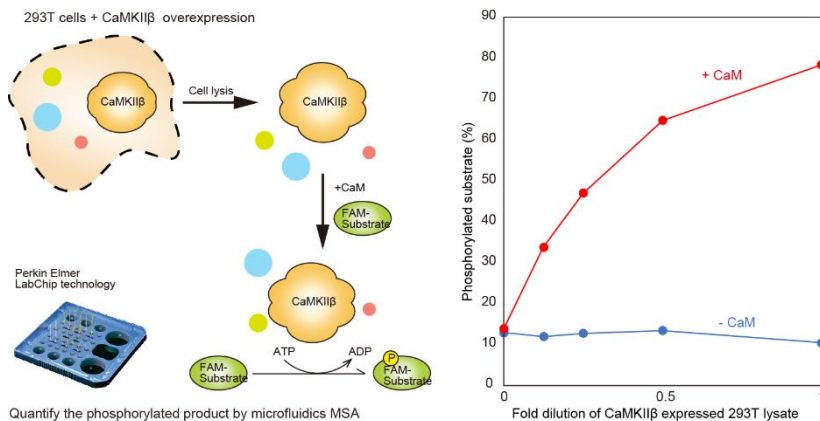 293T cells + CaMKIIβ overexpression
CaMKIIβ
Cell lysis
CaMKIIβ
+CaM
FAM-
Substrate
CaMKIIβ
Perkin Elmer
LabChip technology
ATP
ADP
FAM-
Substrate
P
FAM-
Substrate
Quantify the phosphorylated product by microfluidics MSA
Phosphorylated substrate (%)
90
80
70
60
50
40
30
20
10
0
+ CaM
- CaM
0
0.5
1
Fold dilution of CaMKIIβ expressed 293T lysate